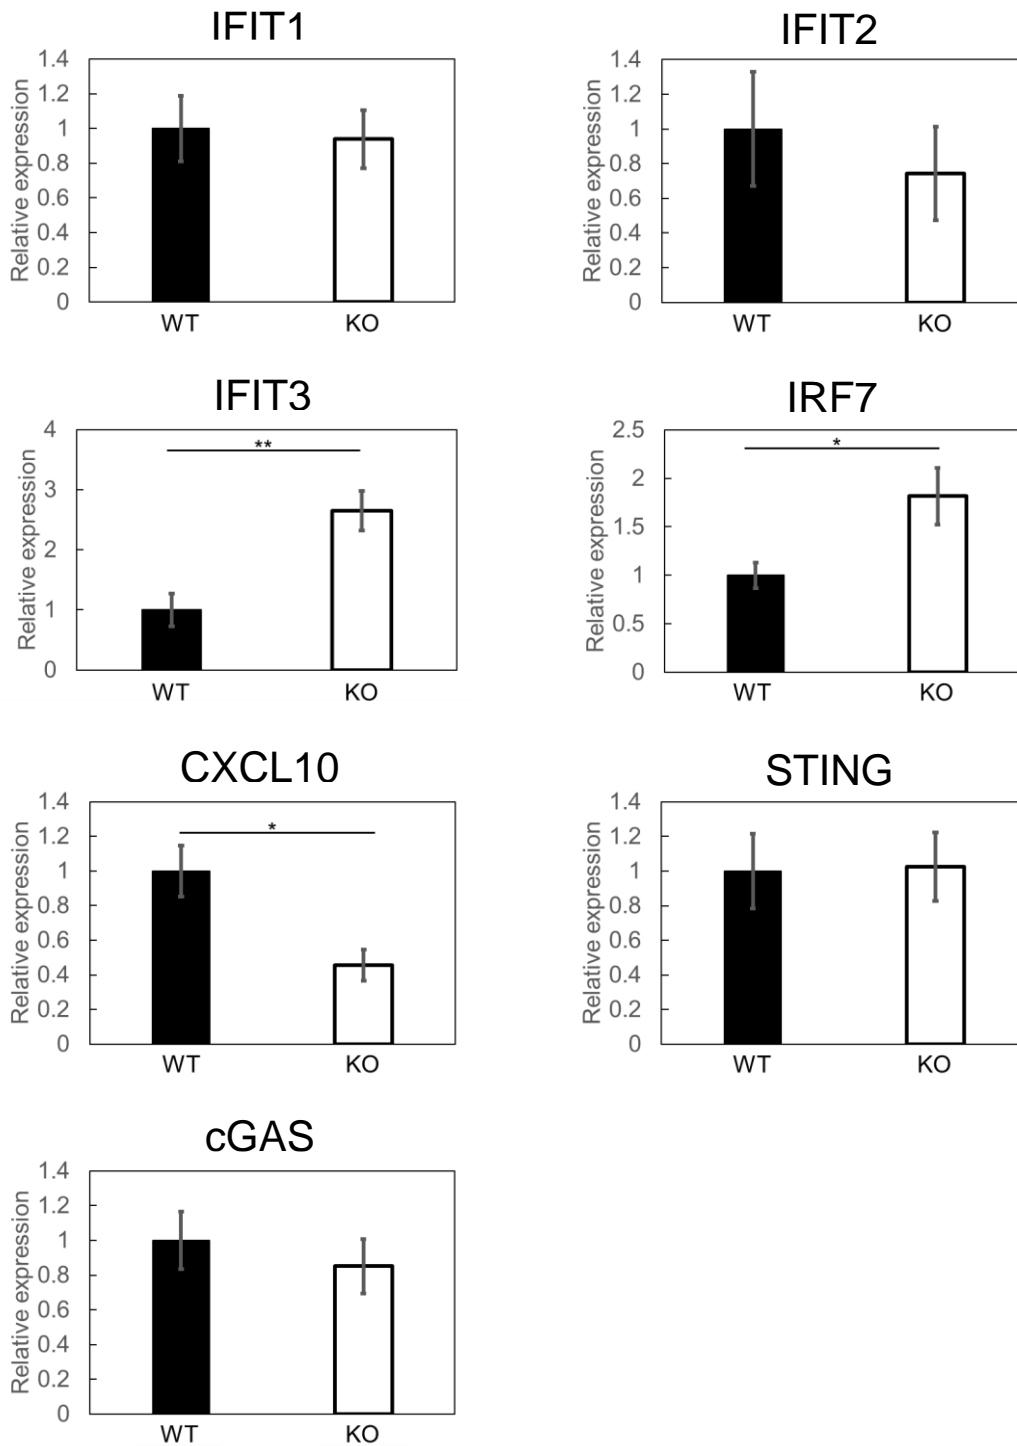 IFIT1
Relative expression
1.4
1.2
1
0.8
0.6
0.4
0.2
0
WT
KO
IFIT2
Relative expression
1.4
1.2
1
0.8
0.6
0.4
0.2
0
WT
KO
IFIT3
Relative expression
4
3
2
1
0
**
WT
KO
IRF7
Relative expression
2.5
2
1.5
1
0.5
0
*
WT
KO
CXCL10
Relative expression
1.4
1.2
1
0.8
0.6
0.4
0.2
0
*
WT
KO
STING
Relative expression
1.4
1.2
1
0.8
0.6
0.4
0.2
0
WT
KO
cGAS
Relative expression
1.4
1.2
1
0.8
0.6
0.4
0.2
0
WT
KO